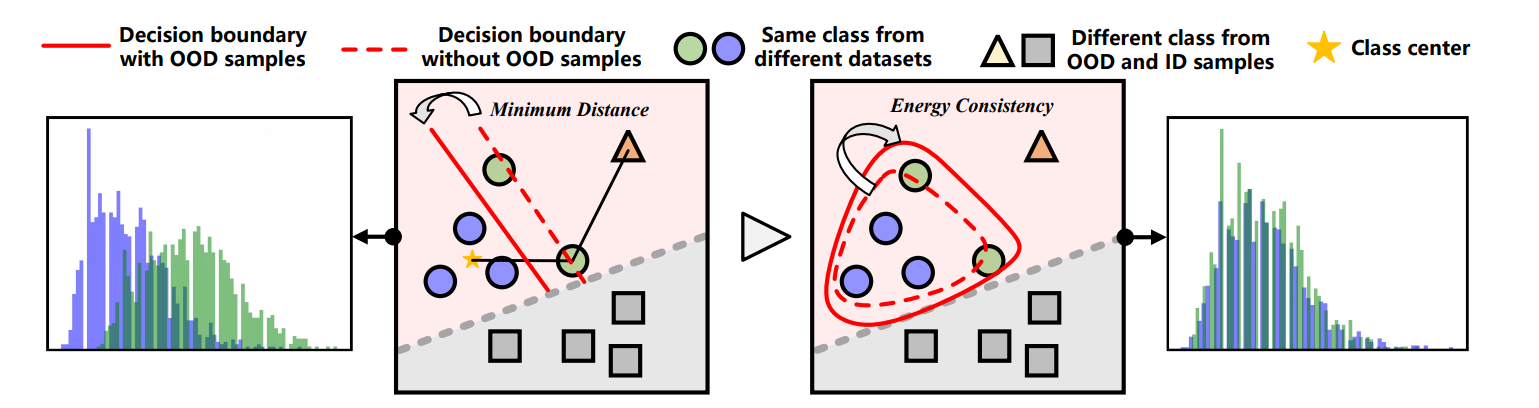 Decision boundary
with OOD samples
Decision boundary
without OOD samples
Same class from
different datasets
Different class from
OOD and ID samples
Class center
Minimum Distance
Energy Consistency